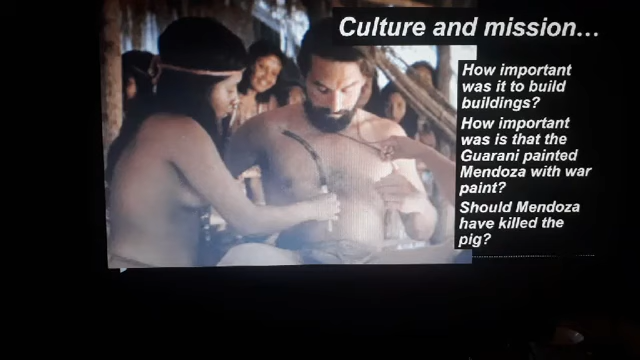 Culture and mission...
How important
was it to build
buildings?
How important
was is that the
Guarani painted
Mendoza with war
paint?
Should Mendoza
have killed the
pig?